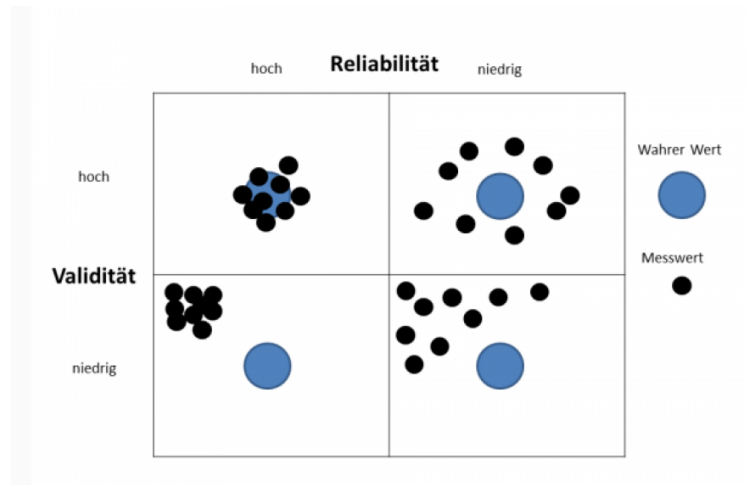 Reliabilität
hoch
niedrig
hoch
Wahrer Wert
Messwert
Validität
niedrig